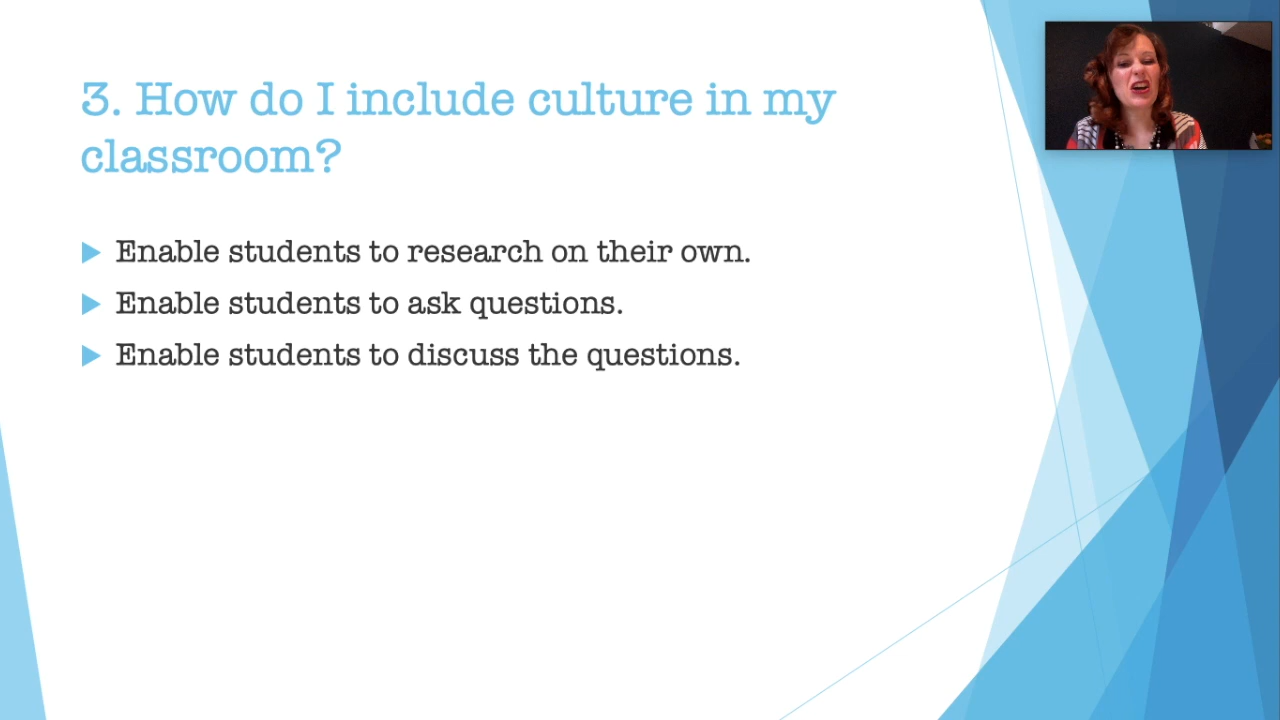 3. How do I include culture in my
classroom?
Enable students to research on their own.
Enable students to ask questions.
Enable students to discuss the questions.